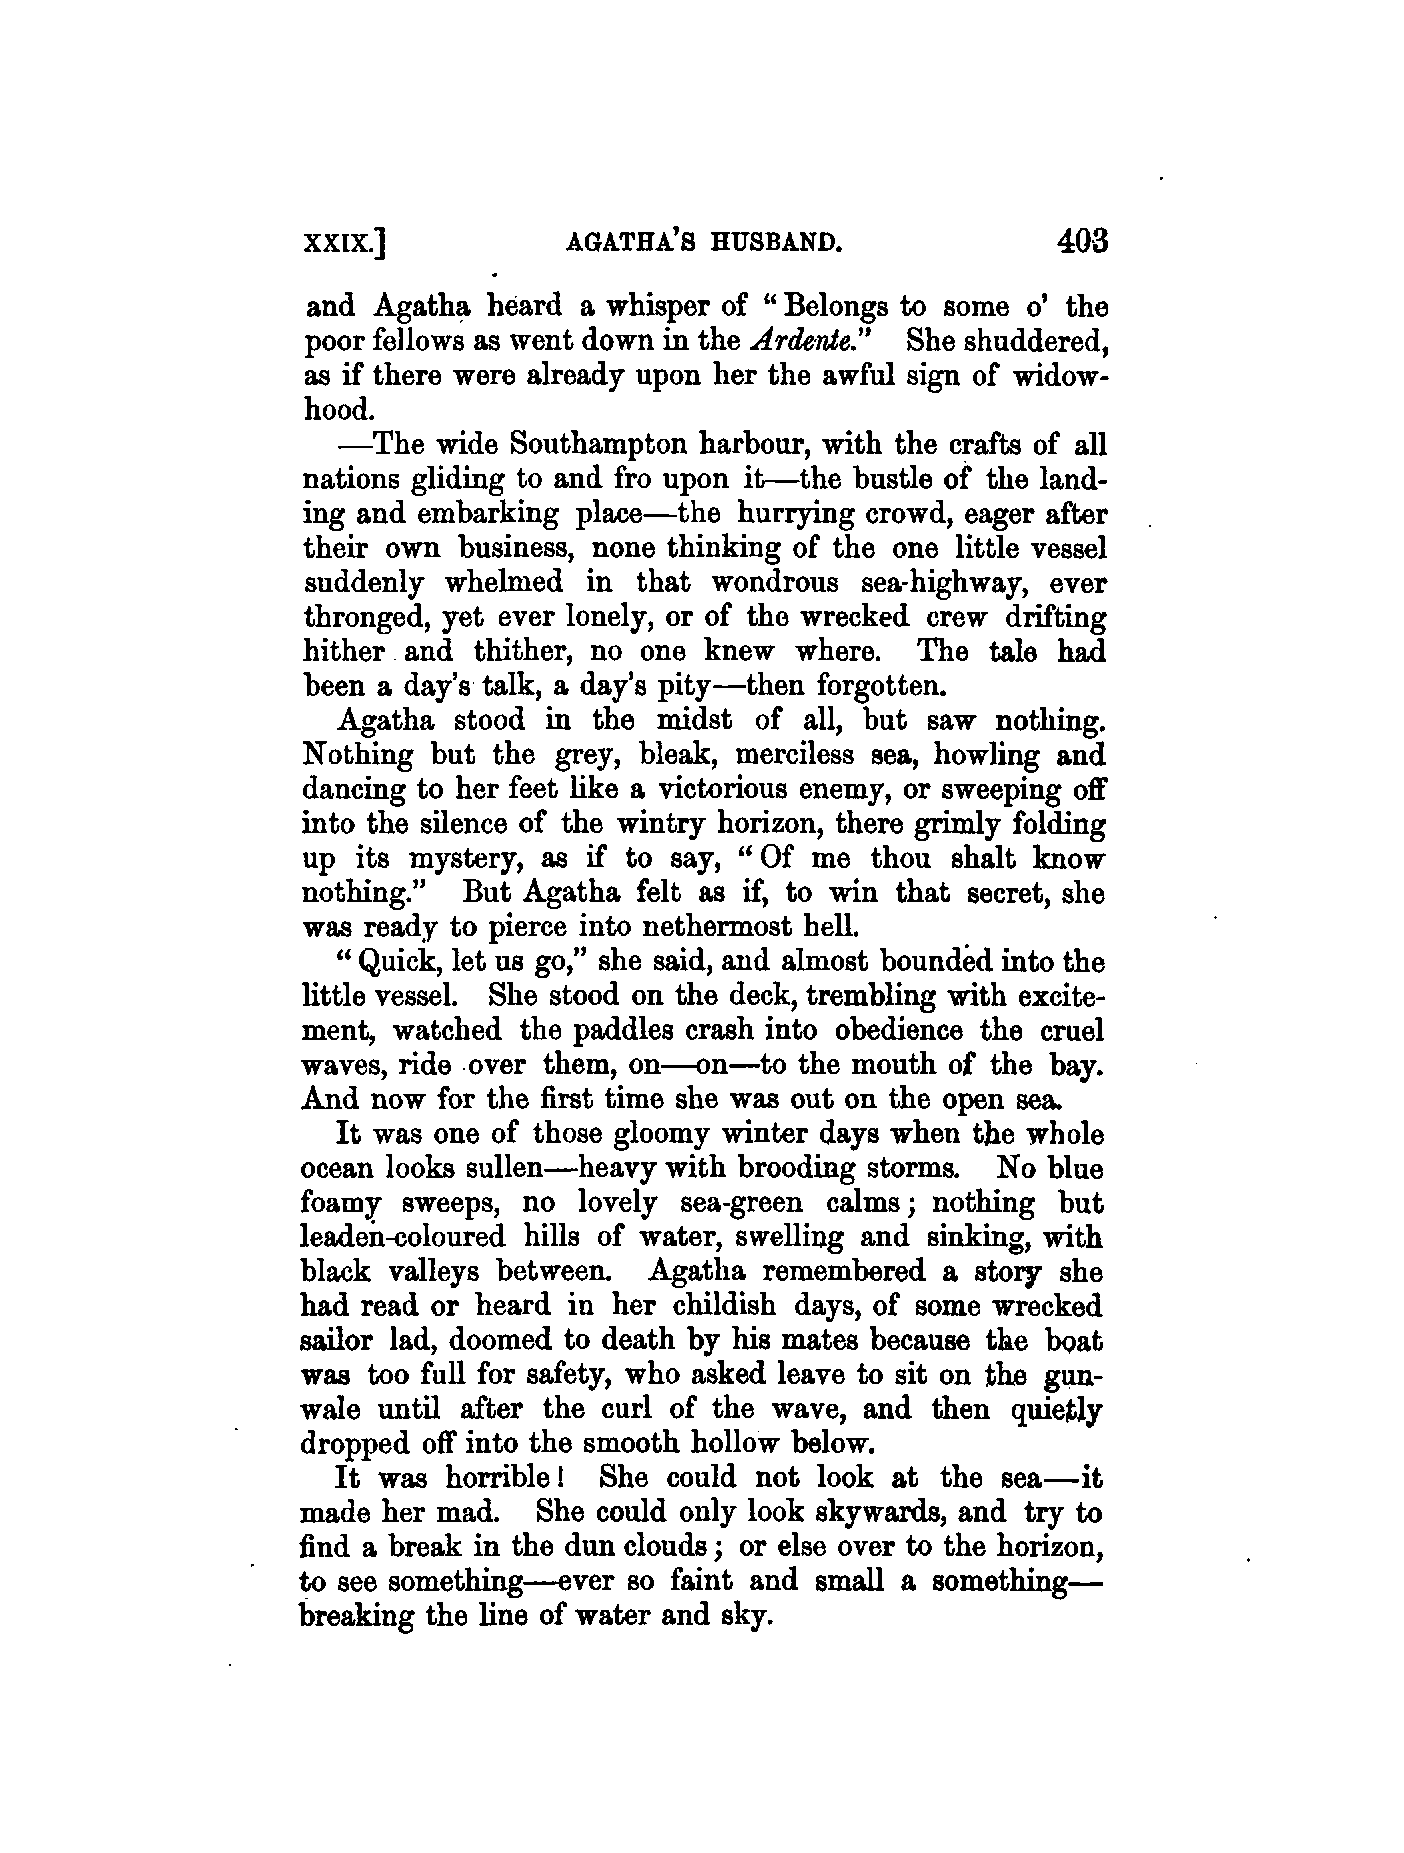 XXIX.] AGATHA'S HUSBAND. 403
and Agatha heard a whisper of “Belongs to some o' the
poor fellows as went down in the Ardente.” She shuddered,
as if there were already upon her the awful sign of widow-
hood.
—The wide Southampton harbour, with the crafts of all
nations gliding to and fro upon it—the bustle of the land-
ing and embarking place—the hurrying crowd, eager after
their own business, none thinking of the one little vessel
suddenly whelmed in that wondrous sea-highway, ever
thronged, yet ever lonely, or of the wrecked crew drifting
hither and thither, no one knew where. The tale had
been a day's talk, a day's pity—then forgotten.
Agatha stood in the midst of all, but saw nothing.
Nothing but the grey, bleak, merciless sea, howling and
dancing to her feet like a victorious enemy, or sweeping off
into the silence of the wintry horizon, there grimly folding
up its mystery, as if to say, “Of me thou shalt know
nothing.” But Agatha felt as if, to win that secret, she
was ready to pierce into nethermost hell.
“Quick, let us go,” she said, and almost bounded into the
little vessel. She stood on the deck, trembling with excite-
ment, watched the paddles crash into obedience the cruel
waves, ride over them, on—on—to the mouth of the bay.
And now for the first time she was out on the open sea.
It was one of those gloomy winter days when the whole
ocean looks sullen—heavy with brooding storms. No blue
foamy sweeps, no lovely sea-green calms; nothing but
leaden-coloured hills of water, swelling and sinking, with
black valleys between. Agatha remembered a story she
had read or heard in her childish days, of some wrecked
sailor lad, doomed to death by his mates because the boat
was too full for safety, who asked leave to sit on the gun-
wale until after the curl of the wave, and then quietly
dropped off into the smooth hollow below.
It was horrible! She could not look at the sea—it
made her mad. She could only look skywards, and try to
find a break in the dun clouds; or else over to the horizon,
to see something—ever so faint and small a something—
breaking the line of water and sky.